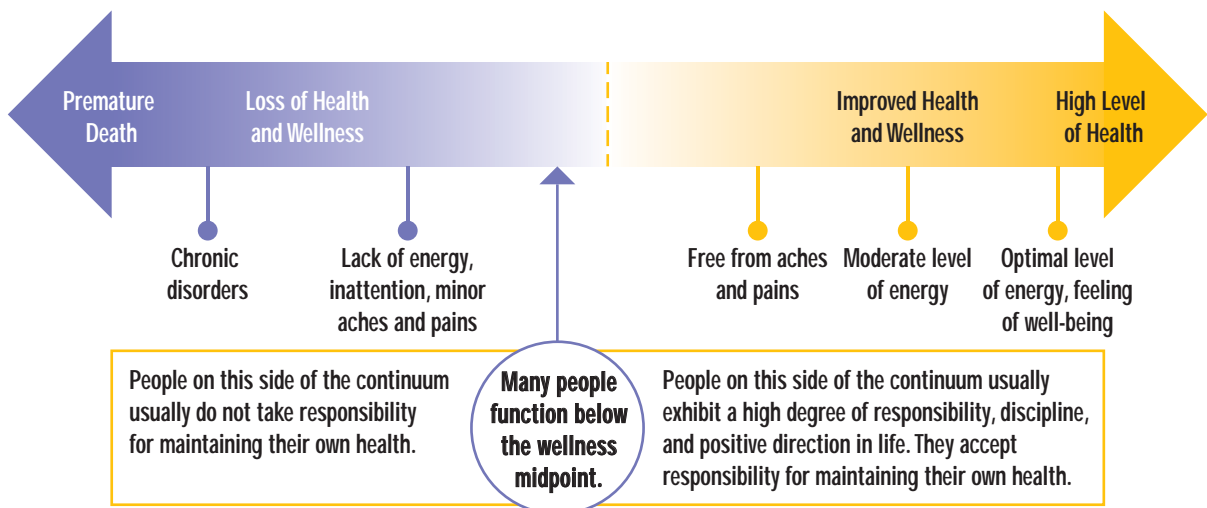 Premature
Death
Loss of Health
and Wellness
Improved Health
and Wellness
High Level
of Health
Chronic
disorders
Lack of energy,
inattention, minor
aches and pains
Free from aches
and pains
Moderate level
of energy
Optimal level
of energy, feeling
of well-being
People on this side of the continuum
usually do not take responsibility
for maintaining their own health.
Many people
function below
the wellness
midpoint.
People on this side of the continuum usually
exhibit a high degree of responsibility, discipline,
and positive direction in life. They accept
responsibility for maintaining their own health.